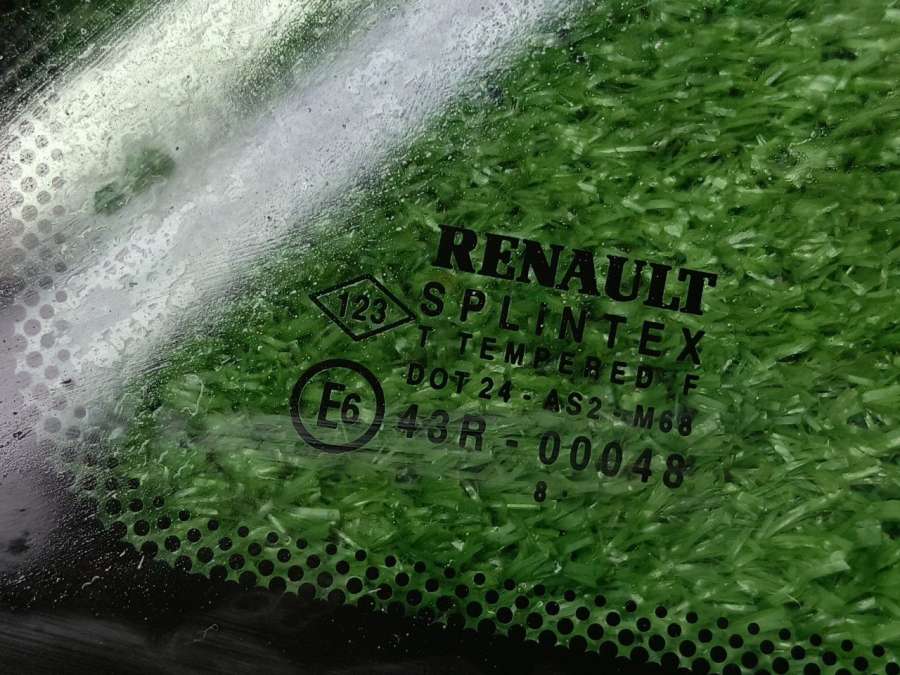 RENAULT
123 SPLINTEX
T TEMPERED F
DOT 24 - AS2 - M68
E6 43R - 00048
8